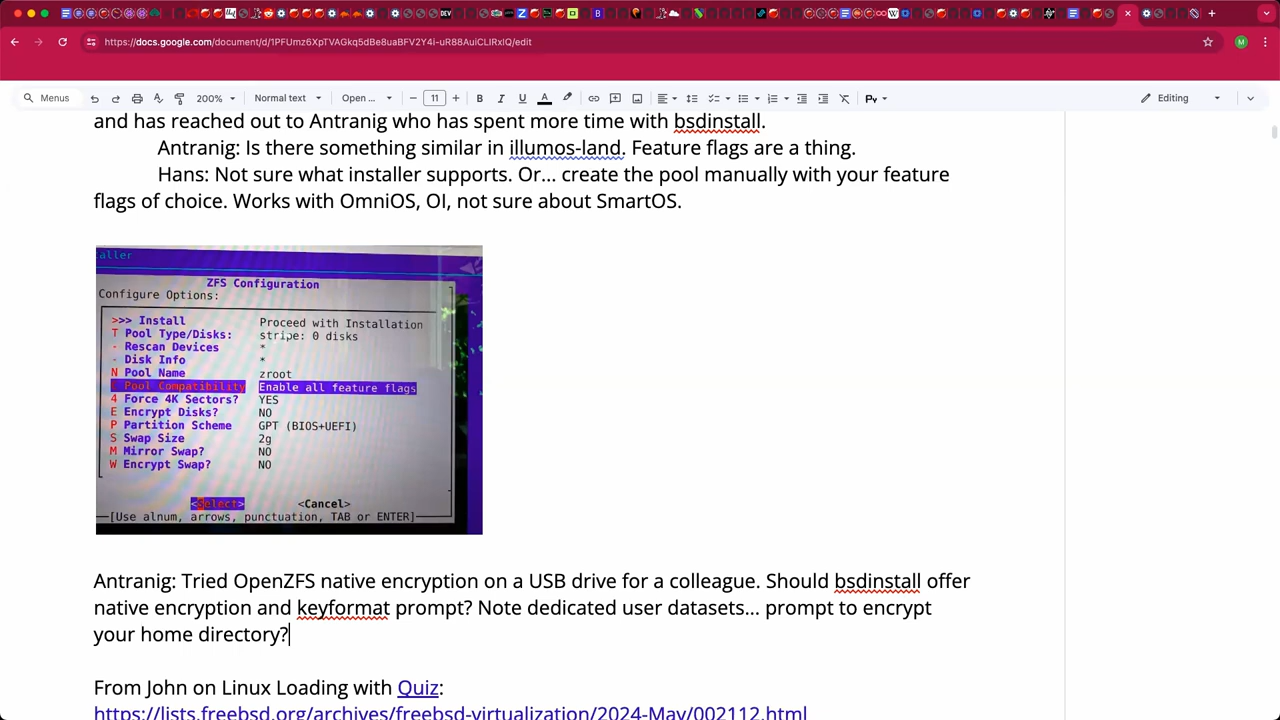 https://docs.google.com/document/d/1PFUmz6XpTVAGkq5dBe8uaBFV2Y4i-uR88AuiCLIRxIQ/edit
Menus 200% Normal text Open ... 11 Editing
and has reached out to Antranig who has spent more time with bsdinstall.
Antranig: Is there something similar in illumos-land. Feature flags are a thing.
Hans: Not sure what installer supports. Or... create the pool manually with your feature
flags of choice. Works with OmniOS, OI, not sure about SmartOS.
ZFS Configuration
Configure Options:
>>> Install Proceed with Installation
T Pool Type/Disks: stripe: 0 disks
- Rescan Devices *
- Disk Info *
N Pool Name zroot
Pool Compatibility Enable all feature flags
4 Force 4K Sectors? YES
E Encrypt Disks? NO
P Partition Scheme GPT (BIOS+UEFI)
S Swap Size 2g
M Mirror Swap? NO
W Encrypt Swap? NO
<Select> <Cancel>
[Use alnum, arrows, punctuation, TAB or ENTER]
Antranig: Tried OpenZFS native encryption on a USB drive for a colleague. Should bsdinstall offer
native encryption and keyformat prompt? Note dedicated user datasets... prompt to encrypt
your home directory?
From John on Linux Loading with Quiz:
https://lists.freebsd.org/archives/freebsd-virtualization/2024-May/002112.html